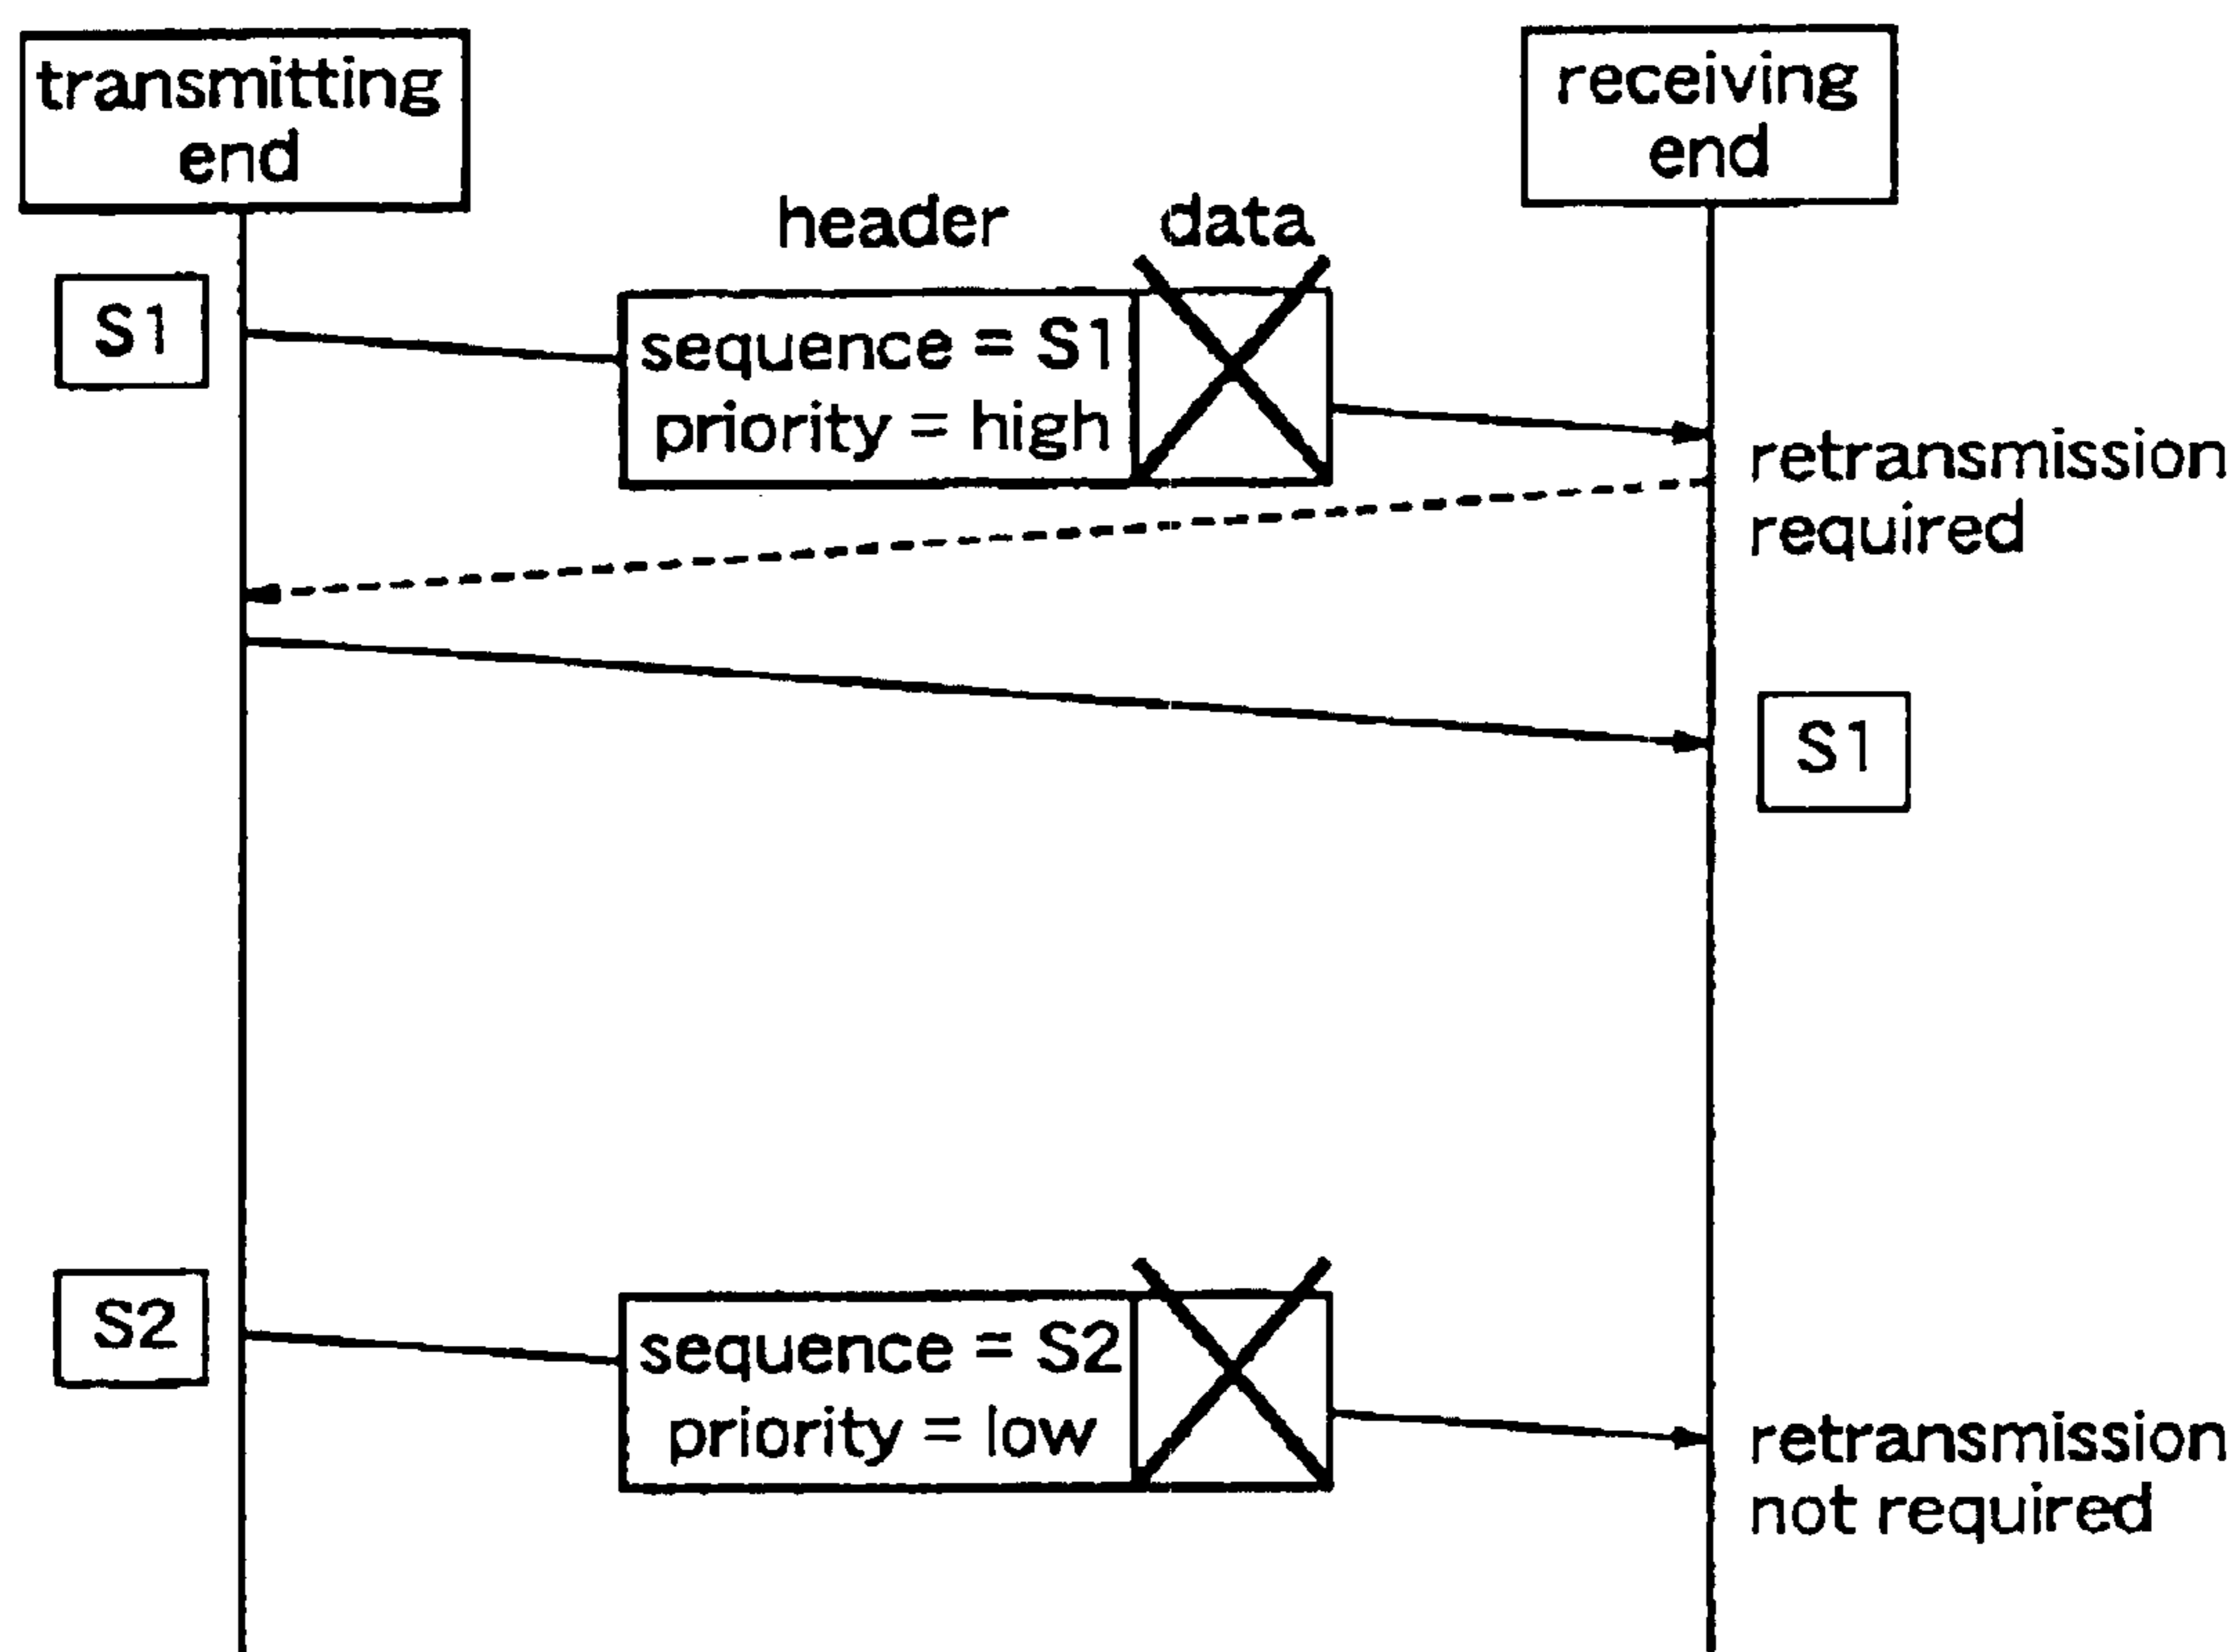 transmitting
end
receiving
end
header
data
S1
sequence = S1
priority = high
retransmission
required
S1
S2
sequence = S2
priority = low
retransmission
not required